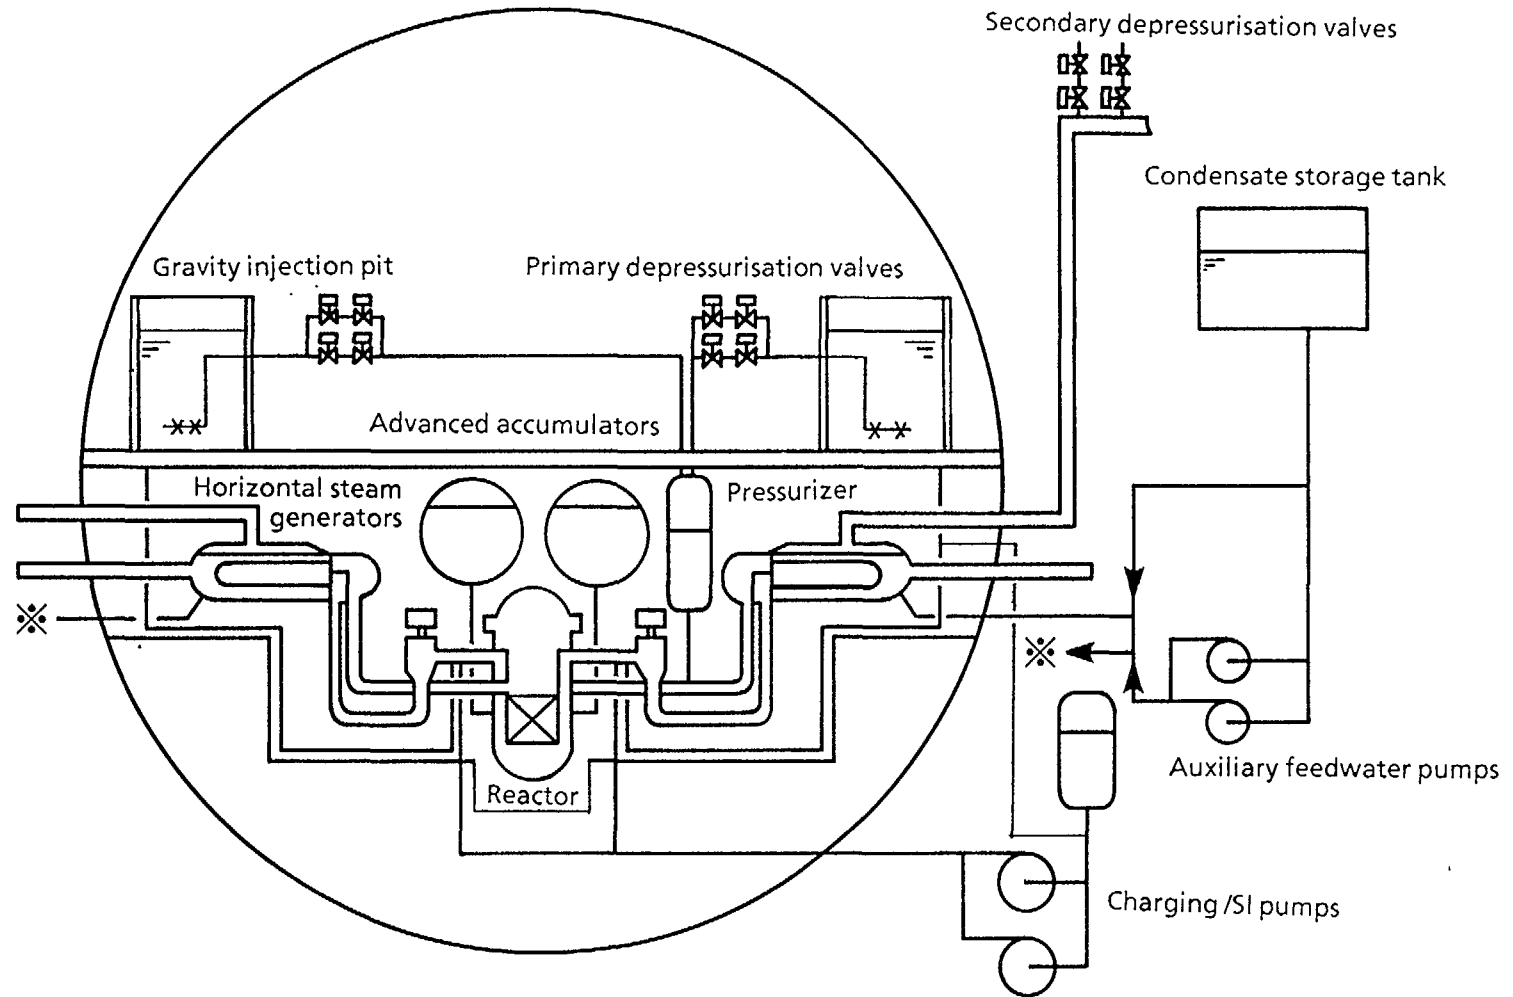 Secondary depressurisation valves
Condensate storage tank
Gravity injection pit
Primary depressurisation valves
Advanced accumulators
Horizontal steam
generators
Pressurizer
※
※
Auxiliary feedwater pumps
Reactor
Charging /SI pumps